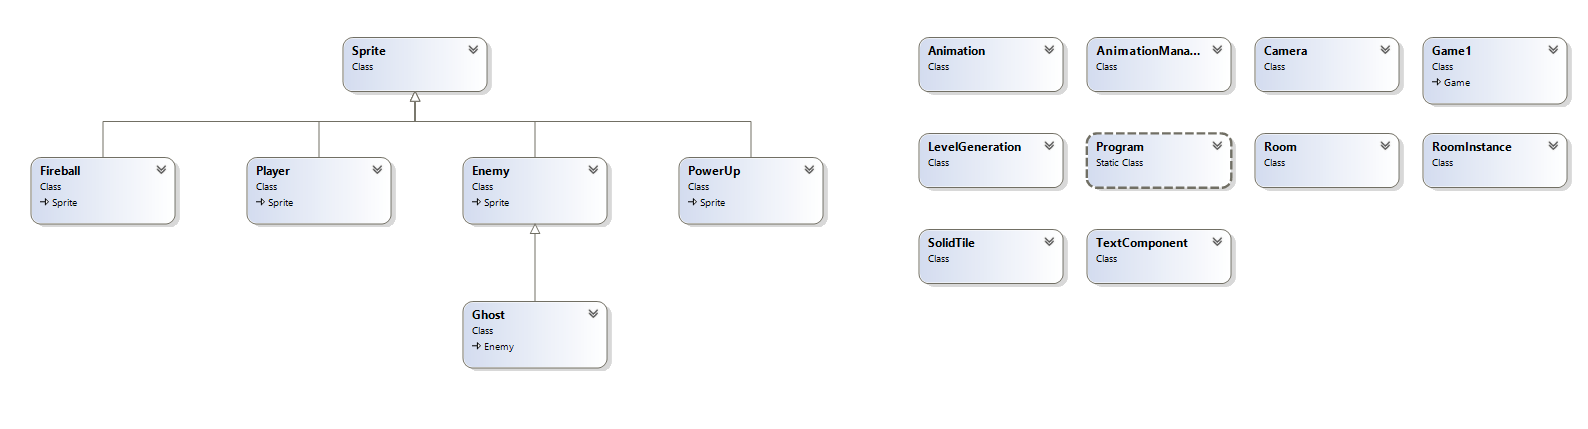 Sprite
Class
Animation
Class
AnimationMana...
Class
Camera
Class
Game1
Class
Game
LevelGeneration
Class
Program
Static Class
Room
Class
RoomInstance
Class
Fireball
Class
Sprite
Player
Class
Sprite
Enemy
Class
Sprite
PowerUp
Class
Sprite
SolidTile
Class
TextComponent
Class
Ghost
Class
Enemy